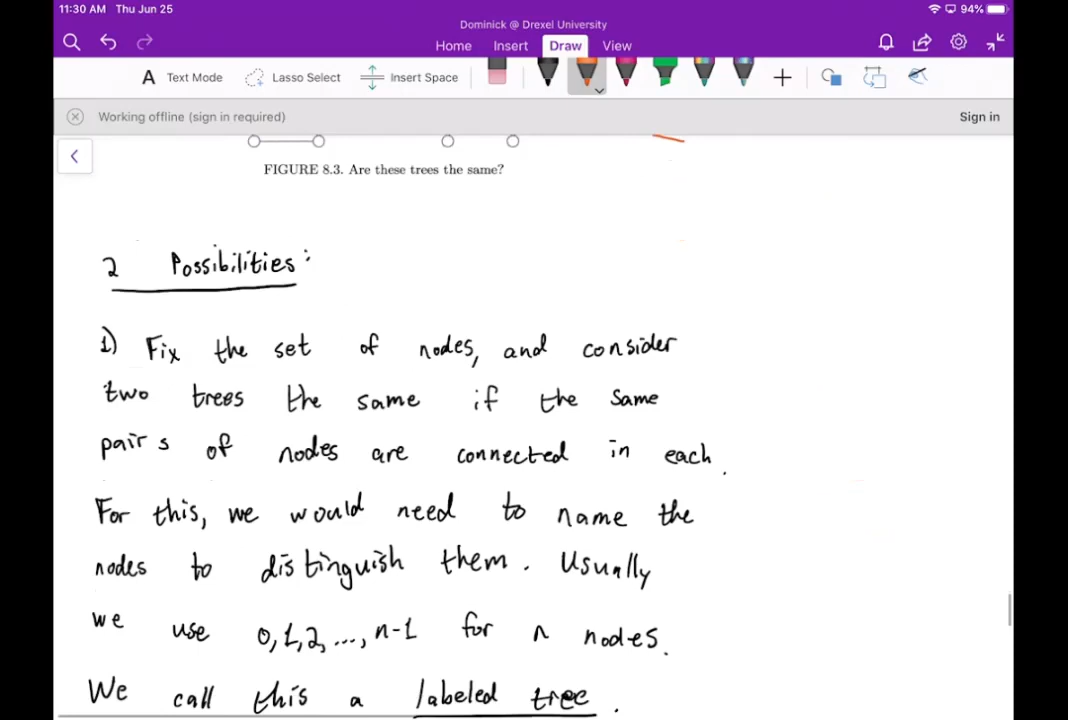 11:30 AM Thu Jun 25
94%
Dominick @ Drexel University
Home Insert Draw View
A Text Mode Lasso Select Insert Space
Working offline (sign in required) Sign in
FIGURE 8.3. Are these trees the same?
2 Possibilities:
1) Fix the set of nodes, and consider
two trees the same if the same
pairs of nodes are connected in each.
For this, we would need to name the
nodes to distinguish them. Usually
we use 0,1,2, ..., n-1 for n nodes.
We call this a labeled tree.